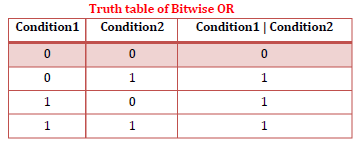 Truth table of Bitwise OR
Condition1 Condition2 Condition1 | Condition2
0 0 0
0 1 1
1 0 1
1 1 1